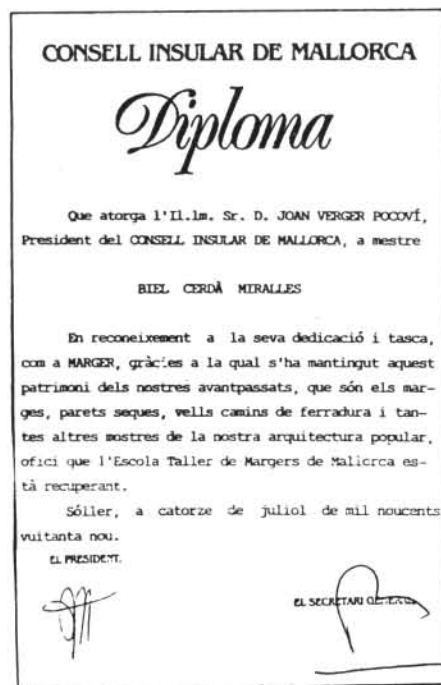 CONSELL INSULAR DE MALLORCA
Diploma
Que atorga l'Il.lm. Sr. D. JOAN VERGER POCOVÍ,
President del CONSELL INSULAR DE MALLORCA, a mestre
BIEL CERDÀ MIRALLES
En reconeixement a la seva dedicació i tasca,
com a MARGER, gràcies a la qual s'ha mantingut aquest
patrimoni dels nostres avantpassats, que són els mar-
ges, parets seques, vells camins de ferradura i tan-
tes altres mostres de la nostra arquitectura popular,
ofici que l'Escola Taller de Margers de Mallorca es-
tà recuperant.
Sóller, a catorze de juliol de mil noucents
vuitanta nou.
EL PRESIDENT.
EL SECRETARI